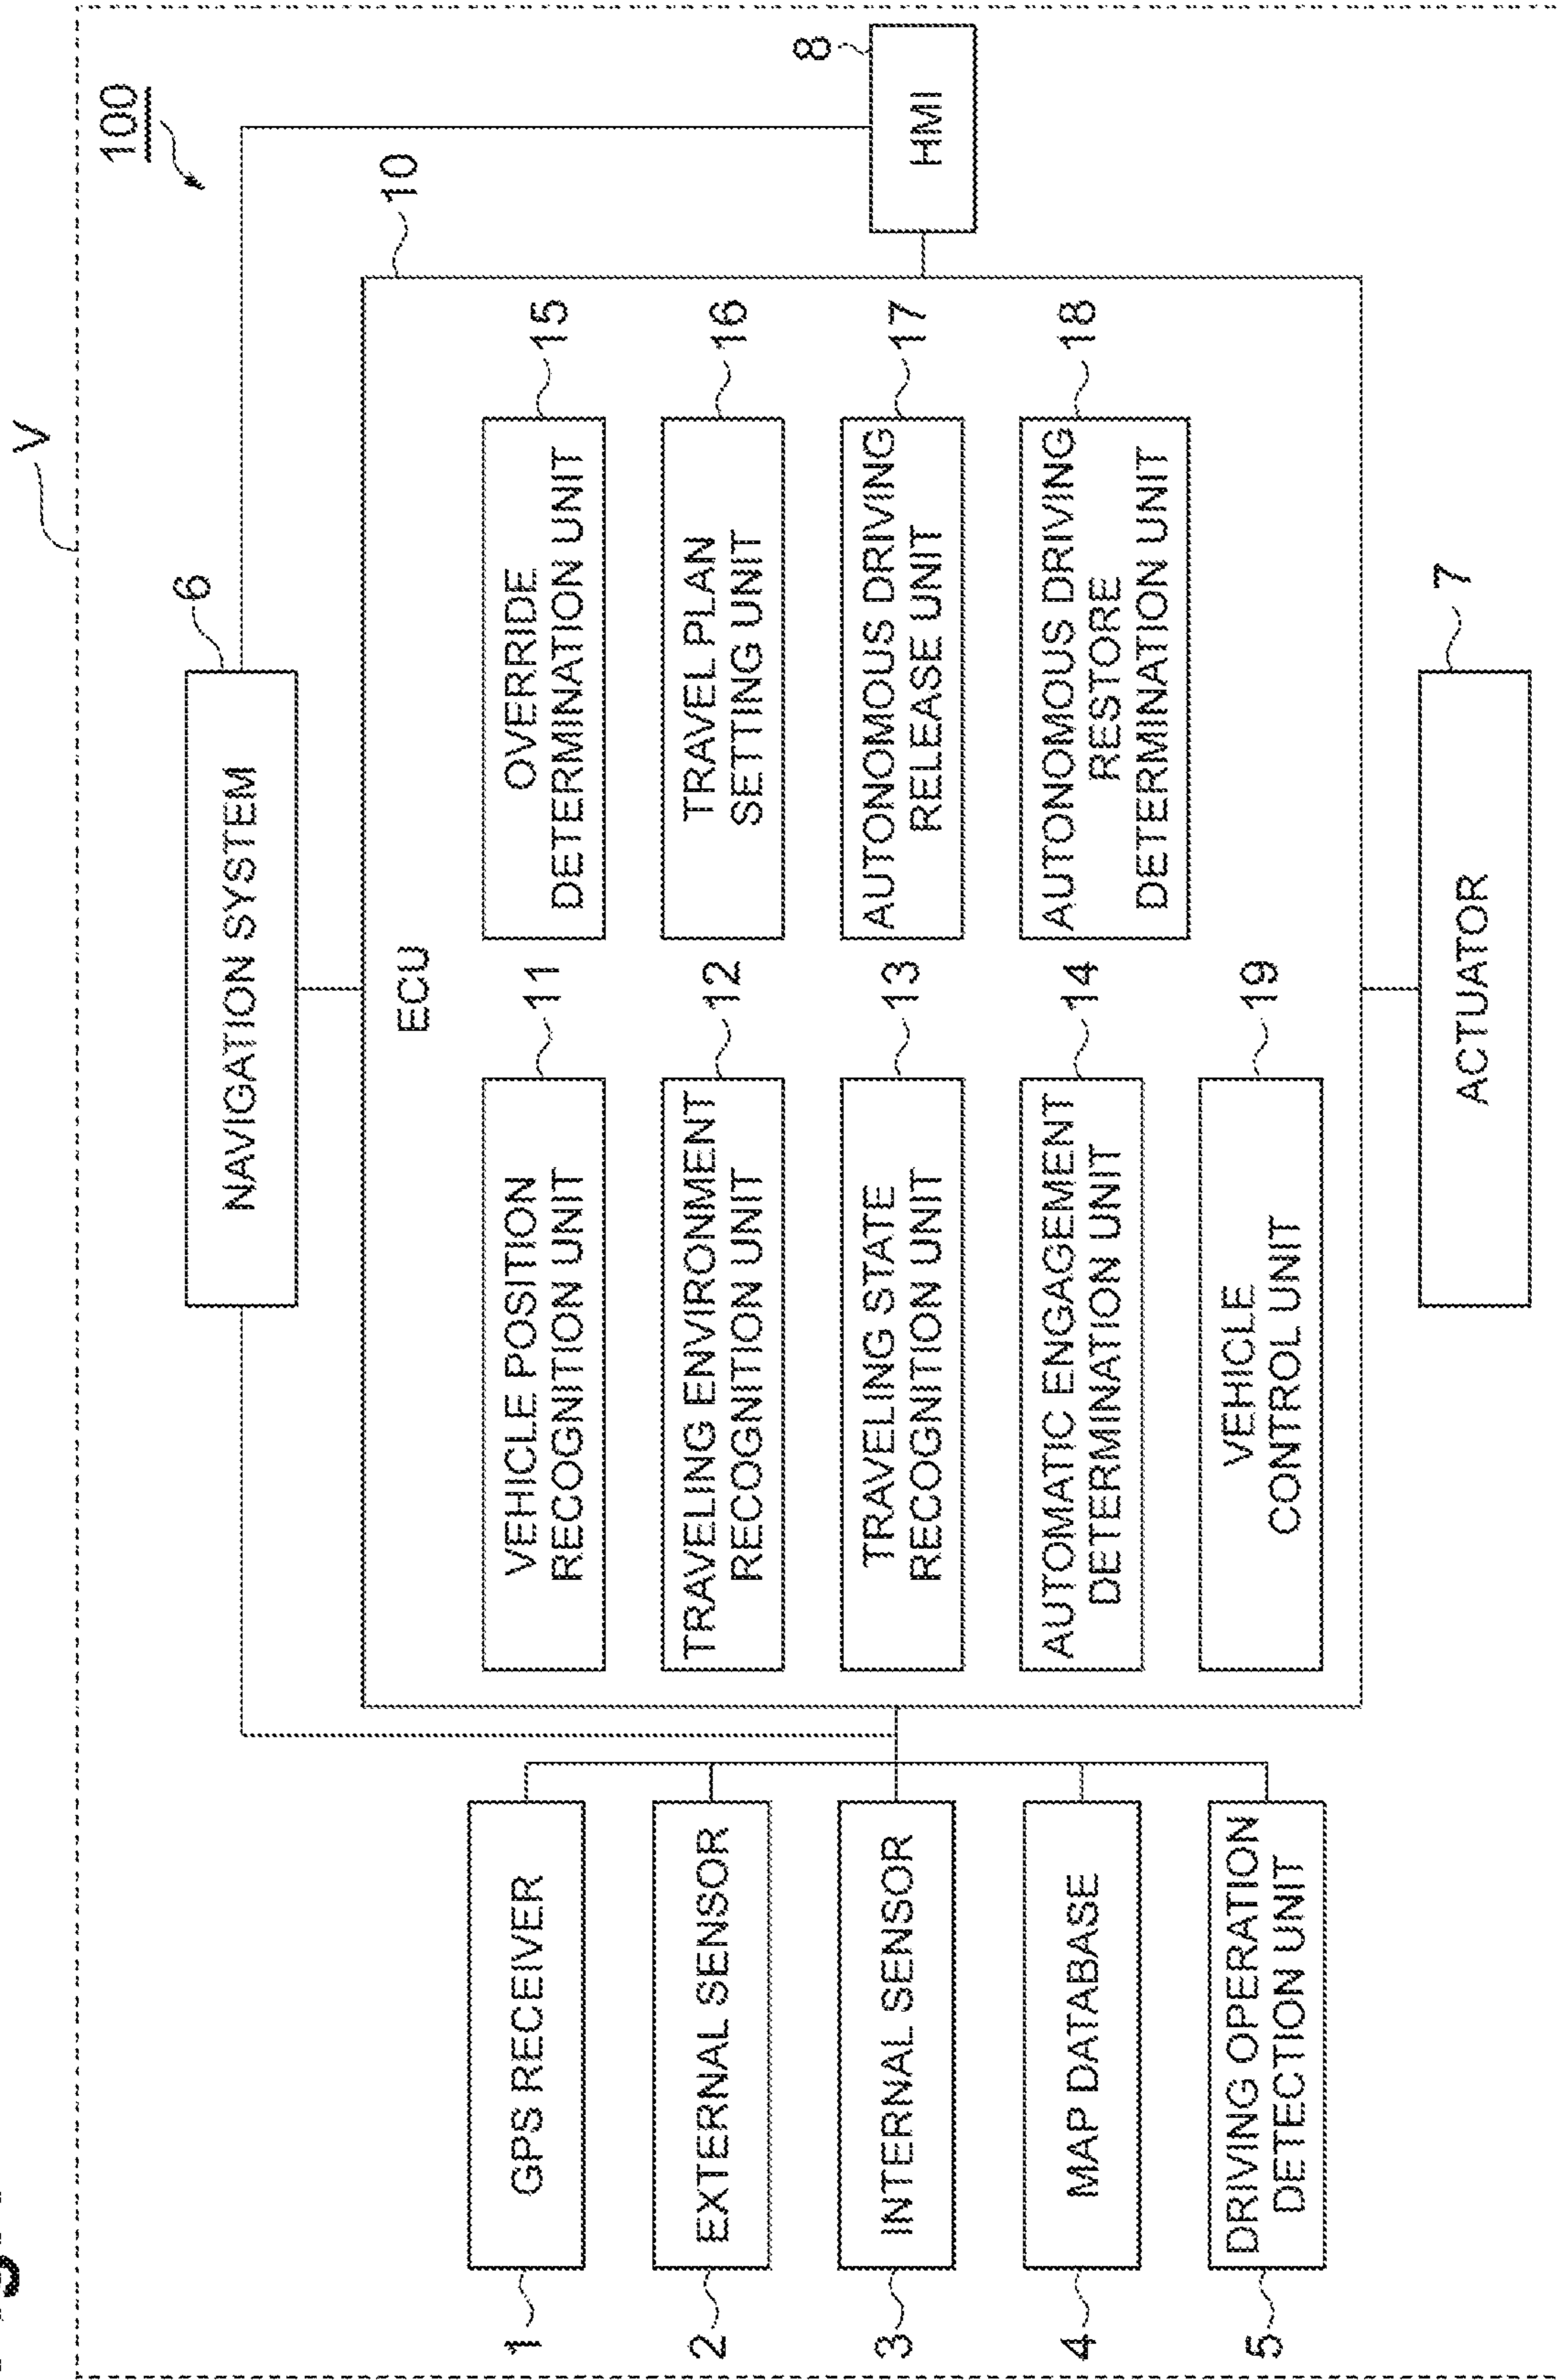 V
100
NAVIGATION SYSTEM
6
HMI
8
10
ECU
VEHICLE POSITION
RECOGNITION UNIT
11
OVERRIDE
DETERMINATION UNIT
15
TRAVELING ENVIRONMENT
RECOGNITION UNIT
12
TRAVEL PLAN
SETTING UNIT
16
TRAVELING STATE
RECOGNITION UNIT
13
AUTONOMOUS DRIVING
RELEASE UNIT
17
AUTOMATIC ENGAGEMENT
DETERMINATION UNIT
14
AUTONOMOUS DRIVING
RESTORE
DETERMINATION UNIT
18
VEHICLE
CONTROL UNIT
19
1
GPS RECEIVER
2
EXTERNAL SENSOR
3
INTERNAL SENSOR
4
MAP DATABASE
5
DRIVING OPERATION
DETECTION UNIT
ACTUATOR
7